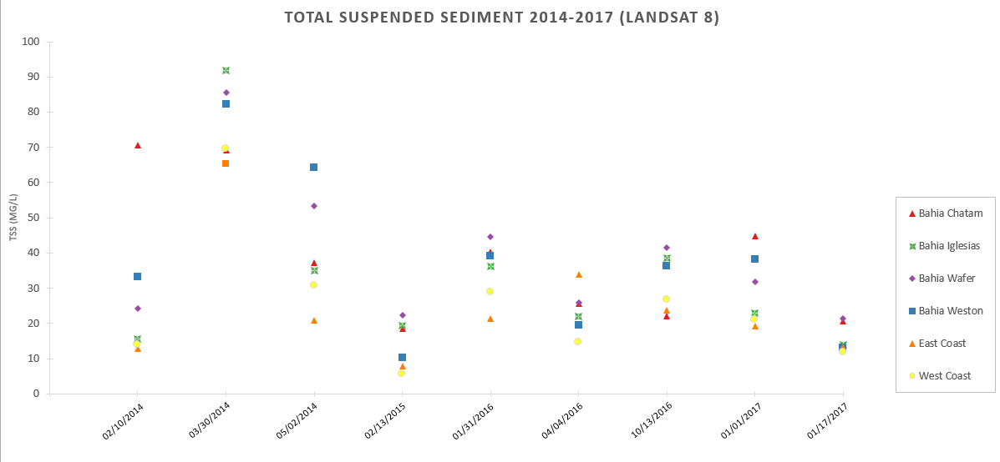 TOTAL SUSPENDED SEDIMENT 2014-2017 (LANDSAT 8)
100
90
80
70
60
50
40
30
20
10
0
TSS (MG/L)
02/10/2014
03/30/2014
05/02/2014
02/13/2015
01/31/2016
04/04/2016
10/13/2016
01/01/2017
01/17/2017
Bahia Chatam
Bahia Iglesias
Bahia Wafer
Bahia Weston
East Coast
West Coast